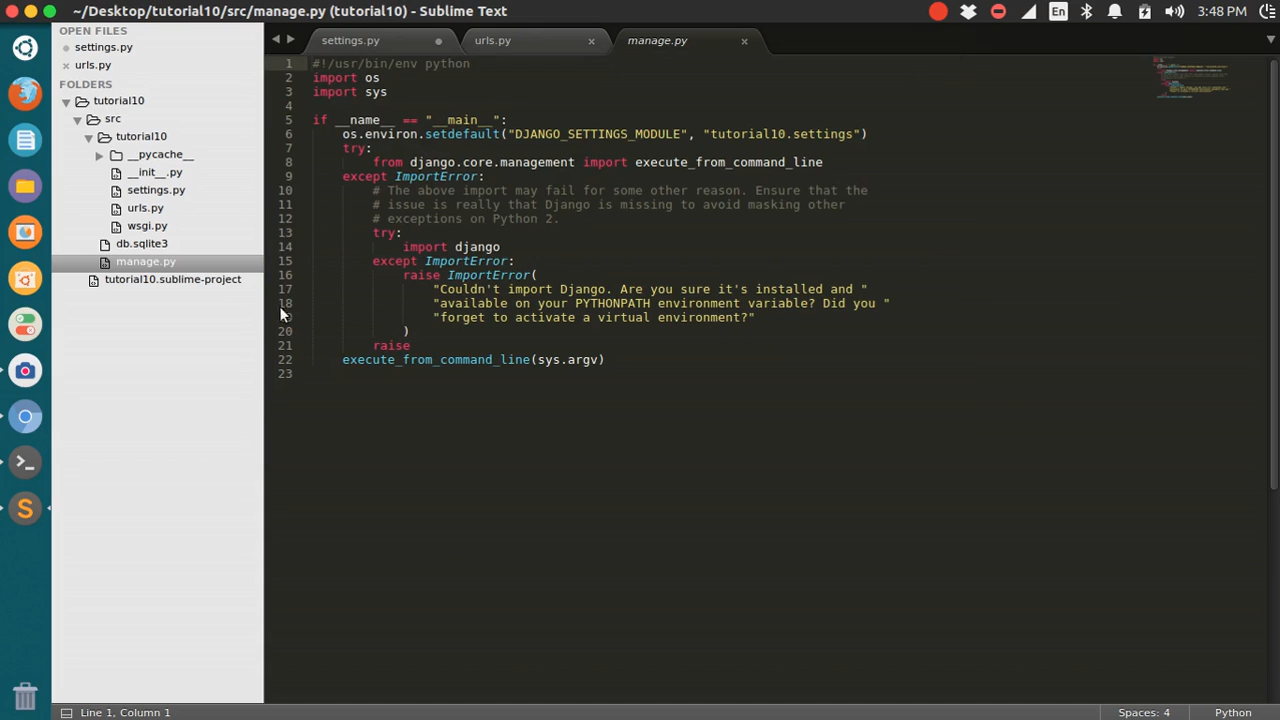 ~/Desktop/tutorial10/src/manage.py (tutorial10) - Sublime Text
En
3:48 PM
OPEN FILES
settings.py
urls.py
FOLDERS
tutorial10
src
tutorial10
__pycache__
__init__.py
settings.py
urls.py
wsgi.py
db.sqlite3
manage.py
tutorial10.sublime-project
settings.py
urls.py
manage.py
1 #!/usr/bin/env python
2 import os
3 import sys
4
5 if __name__ == "__main__":
6 os.environ.setdefault("DJANGO_SETTINGS_MODULE", "tutorial10.settings")
7 try:
8 from django.core.management import execute_from_command_line
9 except ImportError:
10 # The above import may fail for some other reason. Ensure that the
11 # issue is really that Django is missing to avoid masking other
12 # exceptions on Python 2.
13 try:
14 import django
15 except ImportError:
16 raise ImportError(
17 "Couldn't import Django. Are you sure it's installed and "
18 "available on your PYTHONPATH environment variable? Did you "
19 "forget to activate a virtual environment?"
20 )
21 raise
22 execute_from_command_line(sys.argv)
23
Line 1, Column 1
Spaces: 4
Python